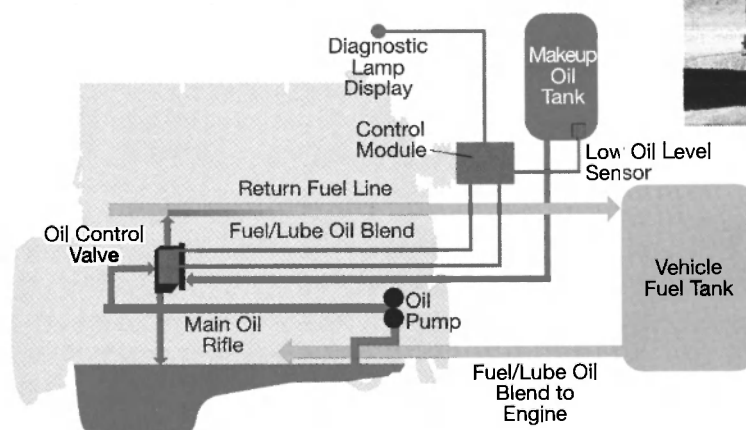 Diagnostic
Lamp
Display
Makeup
Oil
Tank
Control
Module
Low Oil Level
Sensor
Return Fuel Line
Fuel/Lube Oil Blend
Oil Control
Valve
Vehicle
Fuel Tank
Oil
Pump
Main Oil
Rifle
Fuel/Lube Oil
Blend to
Engine